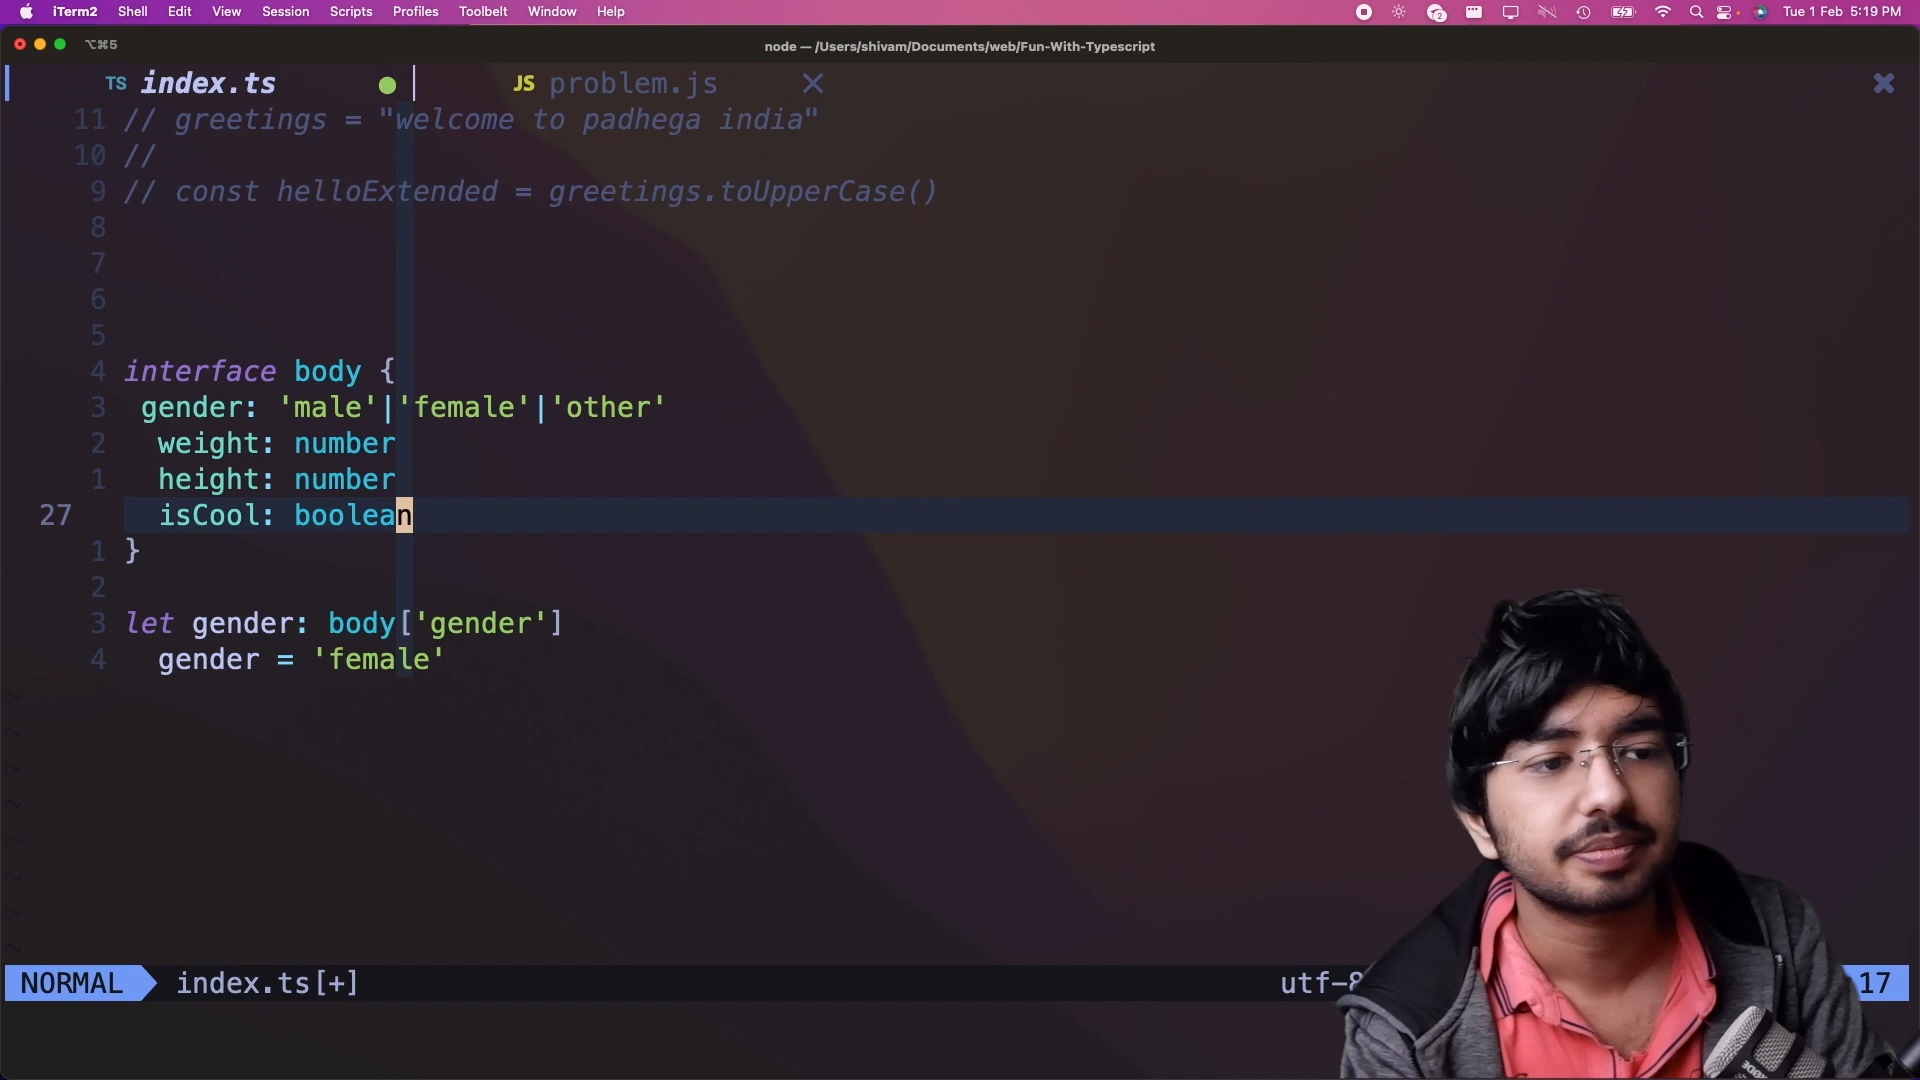 iTerm2 Shell Edit View Session Scripts Profiles Toolbelt Window Help 2 Tue 1 Feb 5:19 PM
⌥⌘5 node — /Users/shivam/Documents/web/Fun-With-Typescript
TS index.ts JS problem.js
11 // greetings = "welcome to padhega india"
10 //
9 // const helloExtended = greetings.toUpperCase()
8
7
6
5
4 interface body {
3 gender: 'male'|'female'|'other'
2 weight: number
1 height: number
27 isCool: boolean
1 }
2
3 let gender: body['gender']
4 gender = 'female'
~
~
~
~
~
~
~
~
NORMAL index.ts[+] utf-8 17